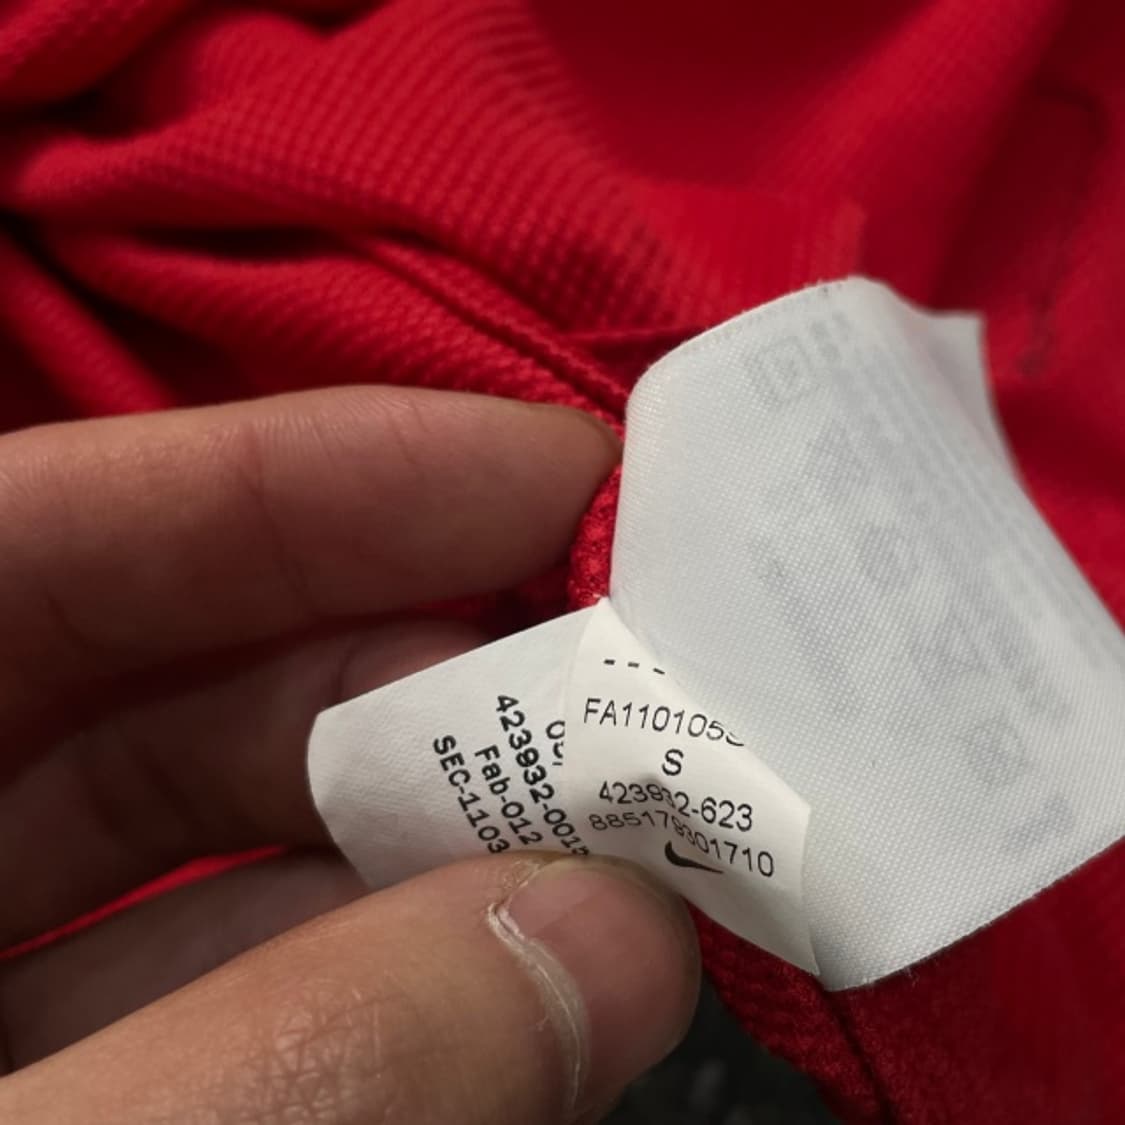 ---
FA110105
S
423932-623
885179301710
423932-001
Fab-012
SEC-1103